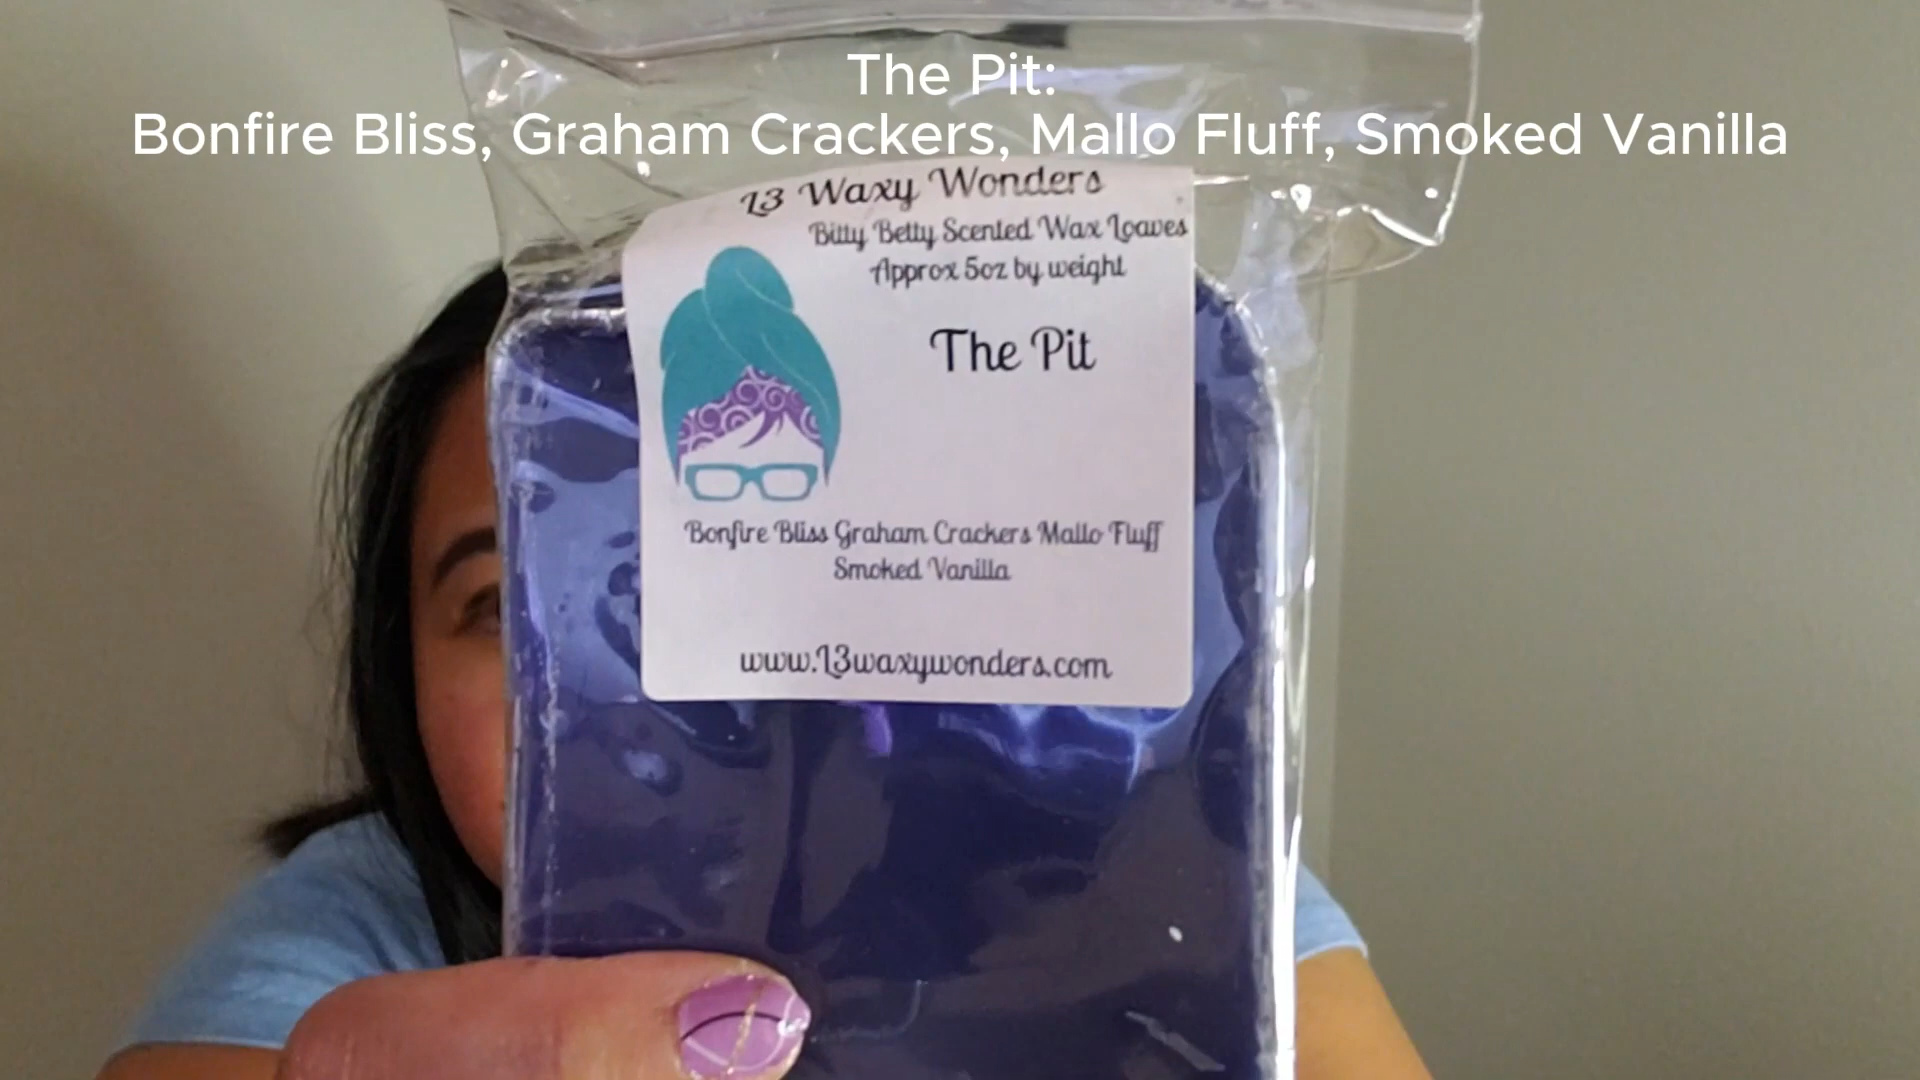 The Pit:
Bonfire Bliss, Graham Crackers, Mallo Fluff, Smoked Vanilla
L3 Waxy Wonders
Bitty Betty Scented Wax Loaves
Approx 5oz by weight
The Pit
Bonfire Bliss Graham Crackers Mallo Fluff
Smoked Vanilla
www.L3waxywonders.com